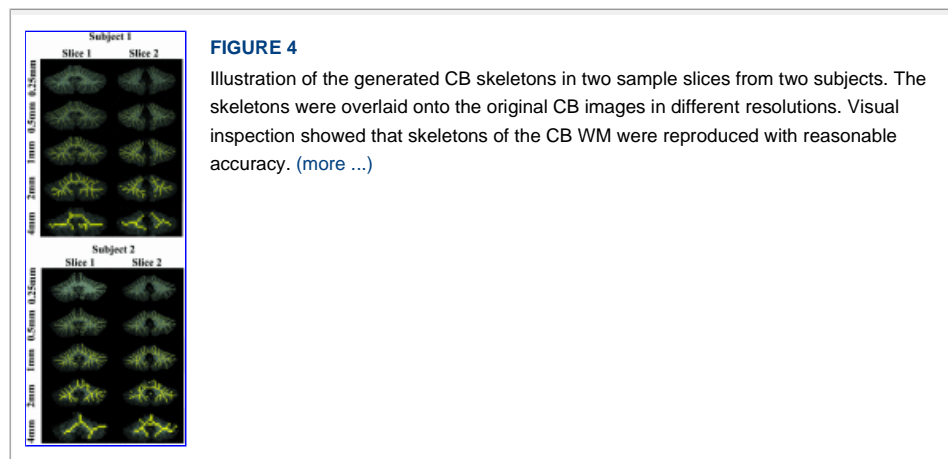 Subject 1
Slice 1 Slice 2
0.25mm
0.5mm
1mm
2mm
4mm
Subject 2
Slice 1 Slice 2
0.25mm
0.5mm
1mm
2mm
4mm
FIGURE 4
Illustration of the generated CB skeletons in two sample slices from two subjects. The
skeletons were overlaid onto the original CB images in different resolutions. Visual
inspection showed that skeletons of the CB WM were reproduced with reasonable
accuracy. (more ...)